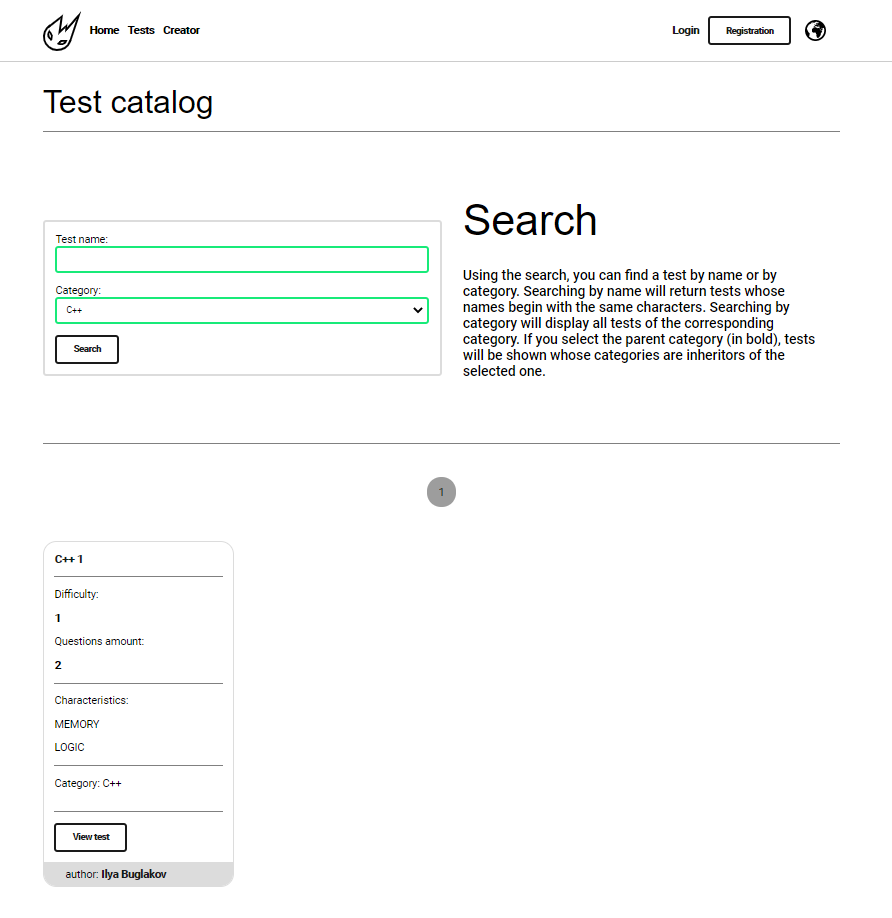 Home Tests Creator Login Registration
Test catalog
Test name:
Category:
C++
Search
Search
Using the search, you can find a test by name or by
category. Searching by name will return tests whose
names begin with the same characters. Searching by
category will display all tests of the corresponding
category. If you select the parent category (in bold), tests
will be shown whose categories are inheritors of the
selected one.
1
C++ 1
Difficulty:
1
Questions amount:
2
Characteristics:
MEMORY
LOGIC
Category: C++
View test
author: Ilya Buglakov